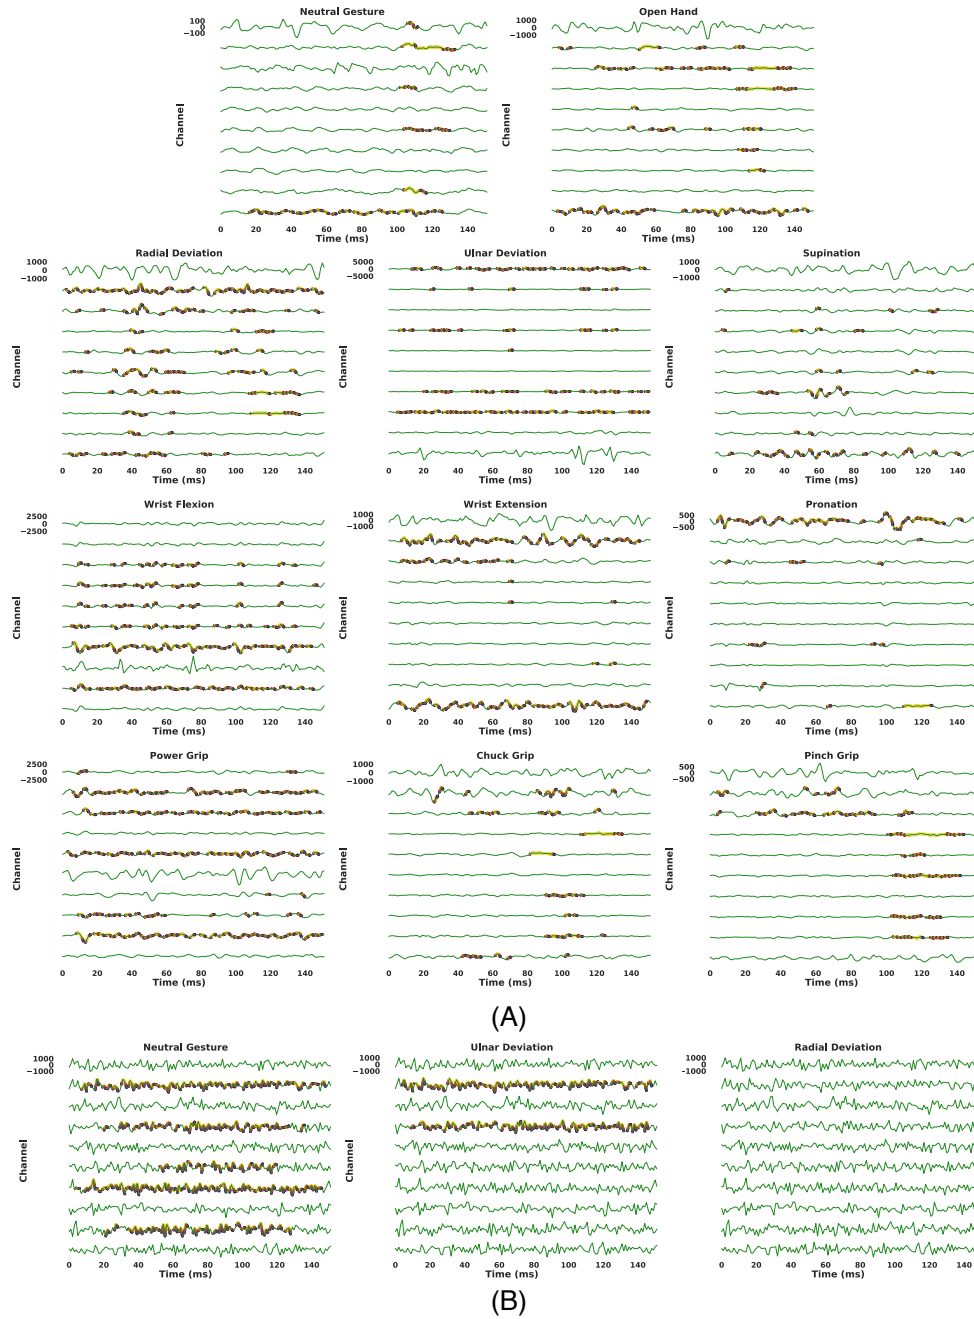 Neutral Gesture Open Hand
100 1000
0 0
−100 −1000
Channel Channel
0 20 40 60 80 100 120 140 0 20 40 60 80 100 120 140
Time (ms) Time (ms)
Radial Deviation Ulnar Deviation Supination
1000 5000 1000
0 0 0
−1000 −5000 −1000
Channel Channel Channel
0 20 40 60 80 100 120 140 0 20 40 60 80 100 120 140 0 20 40 60 80 100 120 140
Time (ms) Time (ms) Time (ms)
Wrist Flexion Wrist Extension Pronation
2500 1000 500
0 0 0
−2500 −1000 −500
Channel Channel Channel
0 20 40 60 80 100 120 140 0 20 40 60 80 100 120 140 0 20 40 60 80 100 120 140
Time (ms) Time (ms) Time (ms)
Power Grip Chuck Grip Pinch Grip
2500 1000 500
0 0 0
−2500 −1000 −500
Channel Channel Channel
0 20 40 60 80 100 120 140 0 20 40 60 80 100 120 140 0 20 40 60 80 100 120 140
Time (ms) Time (ms) Time (ms)
(A)
Neutral Gesture Ulnar Deviation Radial Deviation
1000 1000 1000
0 0 0
−1000 −1000 −1000
Channel Channel Channel
0 20 40 60 80 100 120 140 0 20 40 60 80 100 120 140 0 20 40 60 80 100 120 140
Time (ms) Time (ms) Time (ms)
(B)